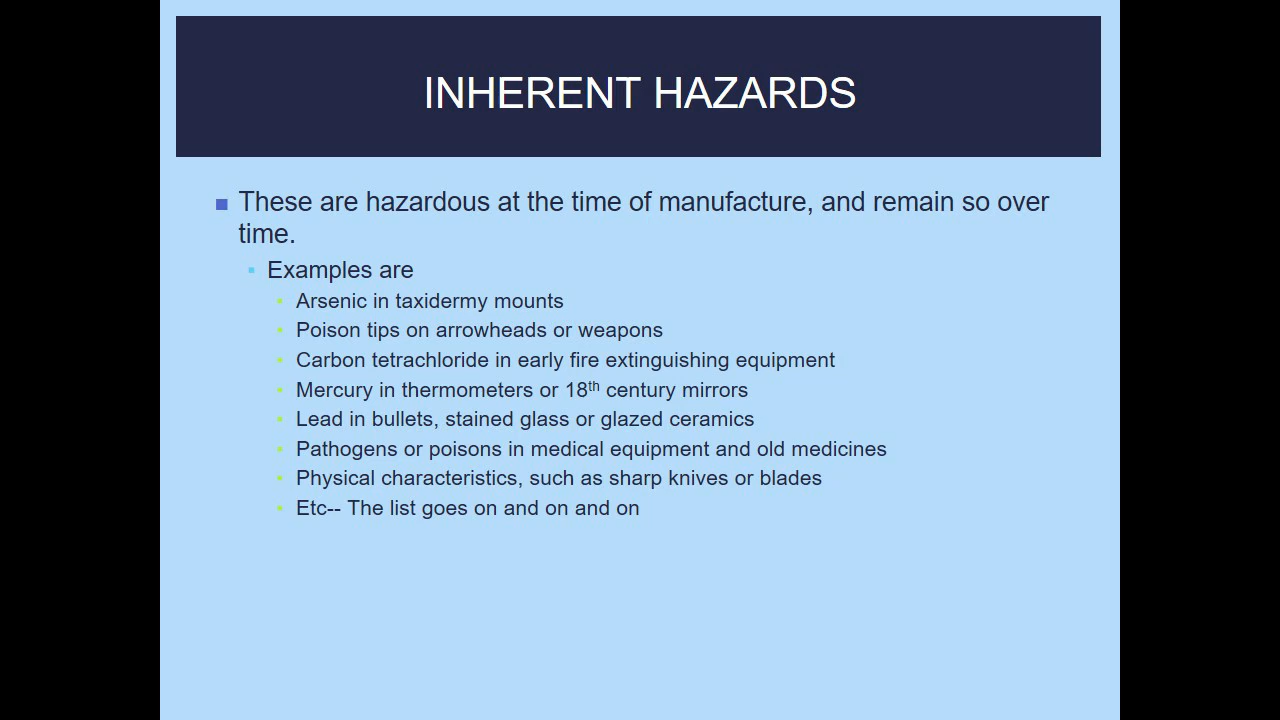 INHERENT HAZARDS
These are hazardous at the time of manufacture, and remain so over
time.
Examples are
Arsenic in taxidermy mounts
Poison tips on arrowheads or weapons
Carbon tetrachloride in early fire extinguishing equipment
Mercury in thermometers or 18th century mirrors
Lead in bullets, stained glass or glazed ceramics
Pathogens or poisons in medical equipment and old medicines
Physical characteristics, such as sharp knives or blades
Etc-- The list goes on and on and on